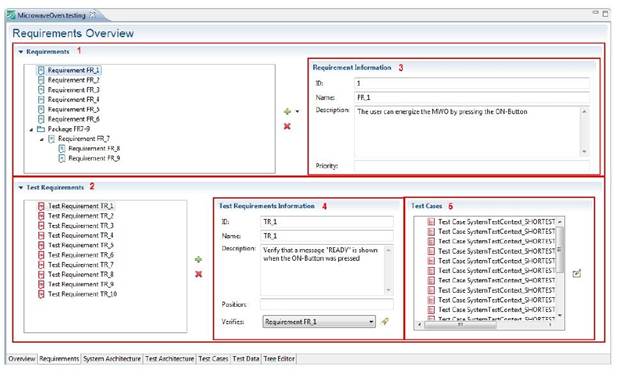 MicrowaveOven.testing
Requirements Overview
Requirements 1
Requirement FR_1
Requirement FR_2
Requirement FR_3
Requirement FR_4
Requirement FR_5
Requirement FR_6
Package FR7-9
Requirement FR_7
Requirement FR_8
Requirement FR_9
Requirement Information 3
ID: 1
Name: FR_1
Description: The user can energize the MWO by pressing the ON-Button
Priority:
Test Requirements 2
Test Requirement TR_1
Test Requirement TR_2
Test Requirement TR_3
Test Requirement TR_4
Test Requirement TR_5
Test Requirement TR_6
Test Requirement TR_7
Test Requirement TR_8
Test Requirement TR_9
Test Requirement TR_10
Test Requirements Information 4
ID: TR_1
Name: TR_1
Description: Verify that a message "READY" is shown
when the ON-Button was pressed
Position:
Verifies: Requirement FR_1
Test Cases 5
Test Case SystemTestContext_SHORTEST
Test Case SystemTestContext_SHORTEST
Test Case SystemTestContext_SHORTEST
Test Case SystemTestContext_SHORTEST
Test Case SystemTestContext_SHORTEST
Test Case SystemTestContext_SHORTEST
Test Case SystemTestContext_SHORTEST
Test Case SystemTestContext_SHORTEST
Test Case SystemTestContext_SHORTEST
Test Case SystemTestContext_SHORTEST
Overview Requirements System Architecture Test Architecture Test Cases Test Data Tree Editor